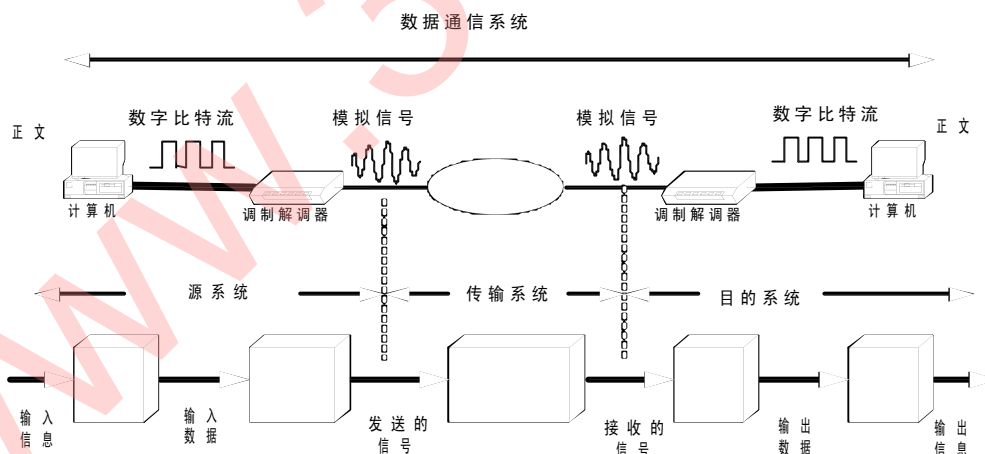 数据通信系统
正文
数字比特流
模拟信号
模拟信号
数字比特流
正文
计算机
调制解调器
调制解调器
计算机
源系统
传输系统
目的系统
输入
信息
输入
数据
发送的
信号
接收的
信号
输出
数据
输出
信息